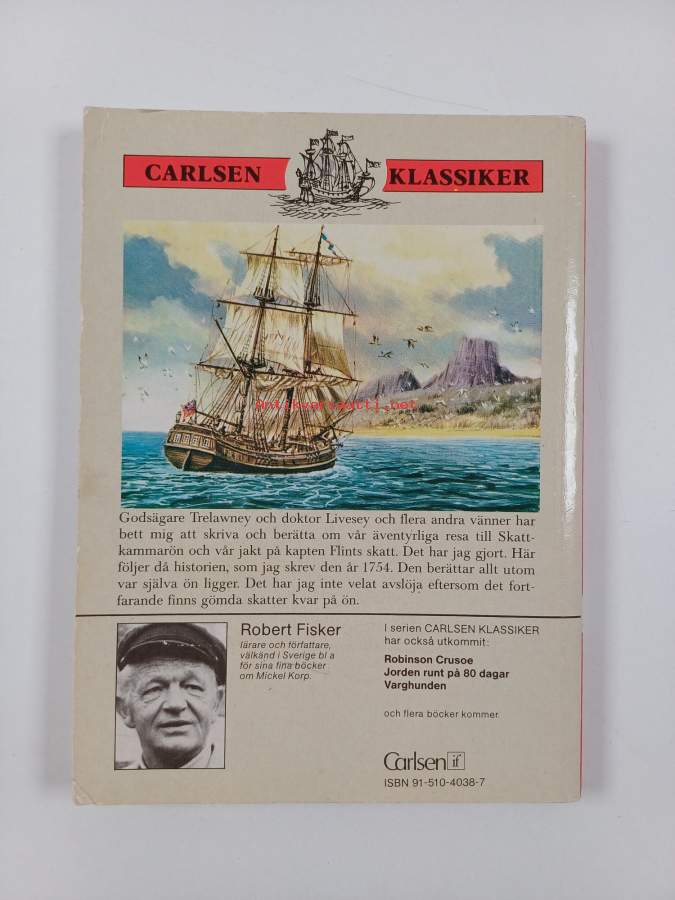 CARLSEN KLASSIKER
Antikvariaatti.net
Godsägare Trelawney och doktor Livesey och flera andra vänner har
bett mig att skriva och berätta om vår äventyrliga resa till Skatt-
kammarön och vår jakt på kapten Flints skatt. Det har jag gjort. Här
följer då historien, som jag skrev den år 1754. Den berättar allt utom
var själva ön ligger. Det har jag inte velat avslöja eftersom det fort-
farande finns gömda skatter kvar på ön.
Robert Fisker
lärare och författare,
välkänd i Sverige bl a
för sina fina böcker
om Mickel Korp.
I serien CARLSEN KLASSIKER
har också utkommit:
Robinson Crusoe
Jorden runt på 80 dagar
Varghunden
och flera böcker kommer.
Carlsen if
ISBN 91-510-4038-7